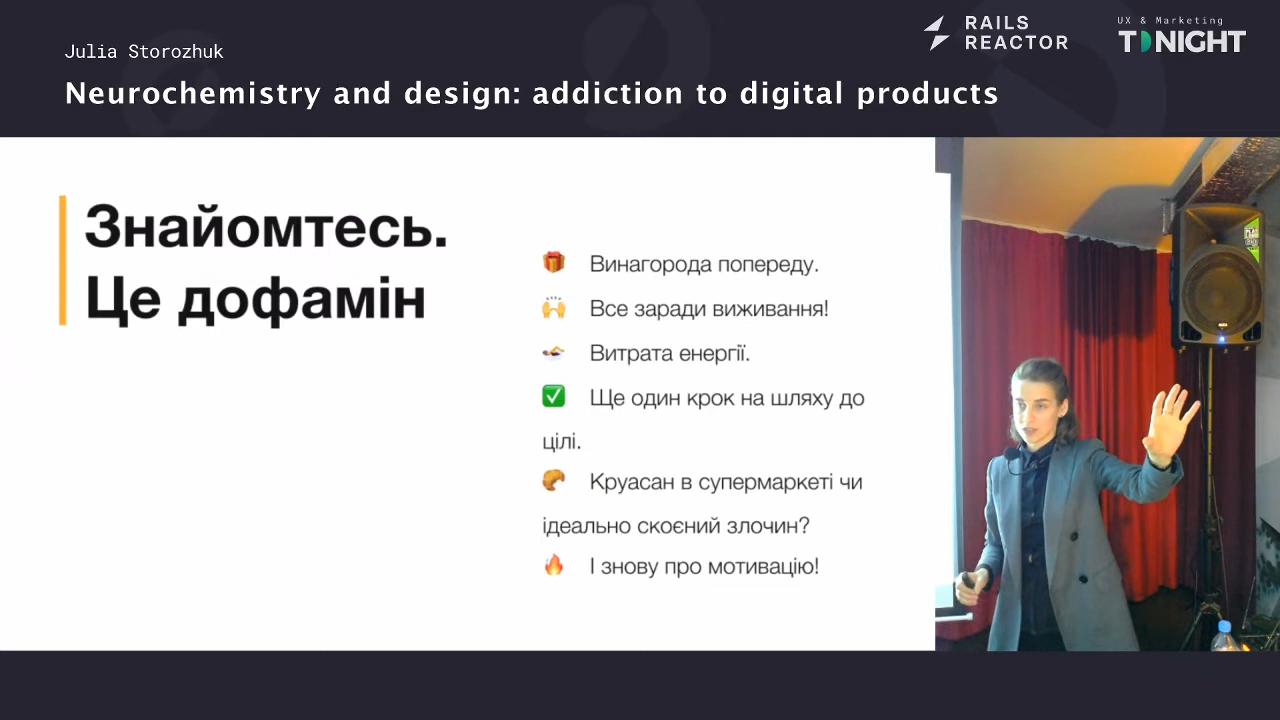 Julia Storozhuk
Neurochemistry and design: addiction to digital products
RAILS
REACTOR
UX & Marketing
TONIGHT
Знайомтесь.
Це дофамін
Винагорода попереду.
Все заради виживання!
Витрата енергії.
Ще один крок на шляху до
цілі.
Круасан в супермаркеті чи
ідеально скоєний злочин?
І знову про мотивацію!